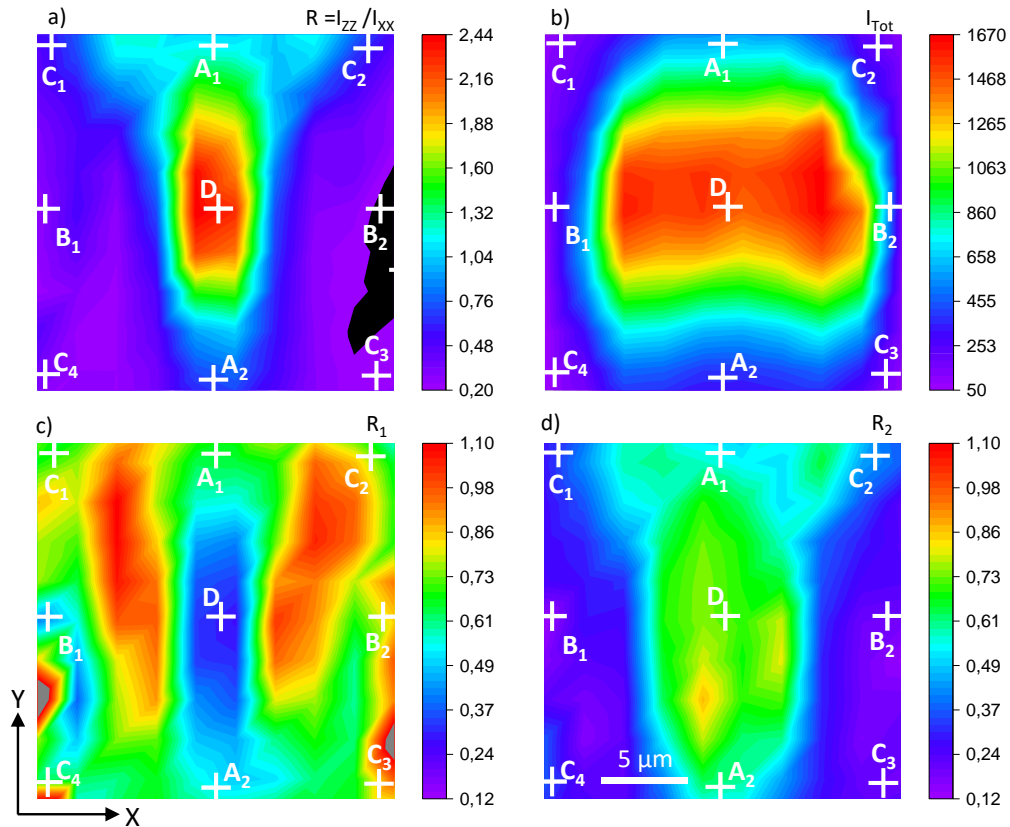 a)
R =I_ZZ /I_XX
C1
A1
C2
D
B1
B2
C4
A2
C3
2,44
2,16
1,88
1,60
1,32
1,04
0,76
0,48
0,20
b)
I_Tot
C1
A1
C2
D
B1
B2
C4
A2
C3
1670
1468
1265
1063
860
658
455
253
50
c)
R1
C1
A1
C2
D
B1
B2
C4
A2
C3
Y
X
1,10
0,98
0,86
0,73
0,61
0,49
0,37
0,24
0,12
d)
R2
C1
A1
C2
D
B1
B2
C4
5 µm
A2
C3
1,10
0,98
0,86
0,73
0,61
0,49
0,37
0,24
0,12